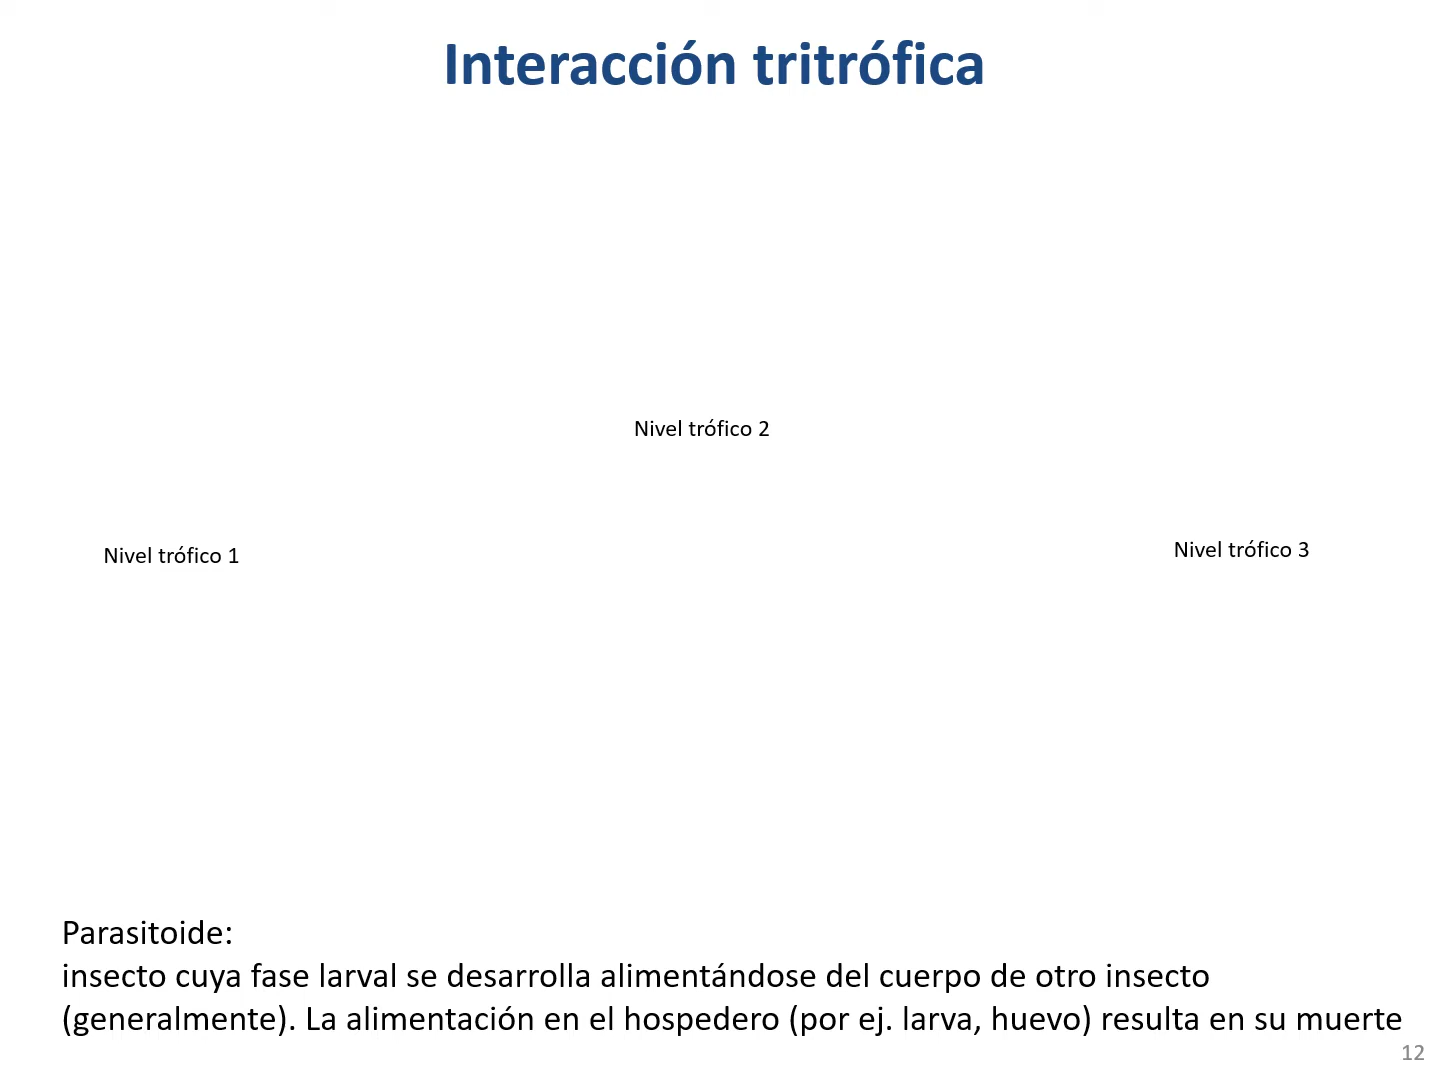 Interacción tritrófica
Nivel trófico 2
Nivel trófico 1
Nivel trófico 3
Parasitoide:
insecto cuya fase larval se desarrolla alimentándose del cuerpo de otro insecto
(generalmente). La alimentación en el hospedero (por ej. larva, huevo) resulta en su muerte
12